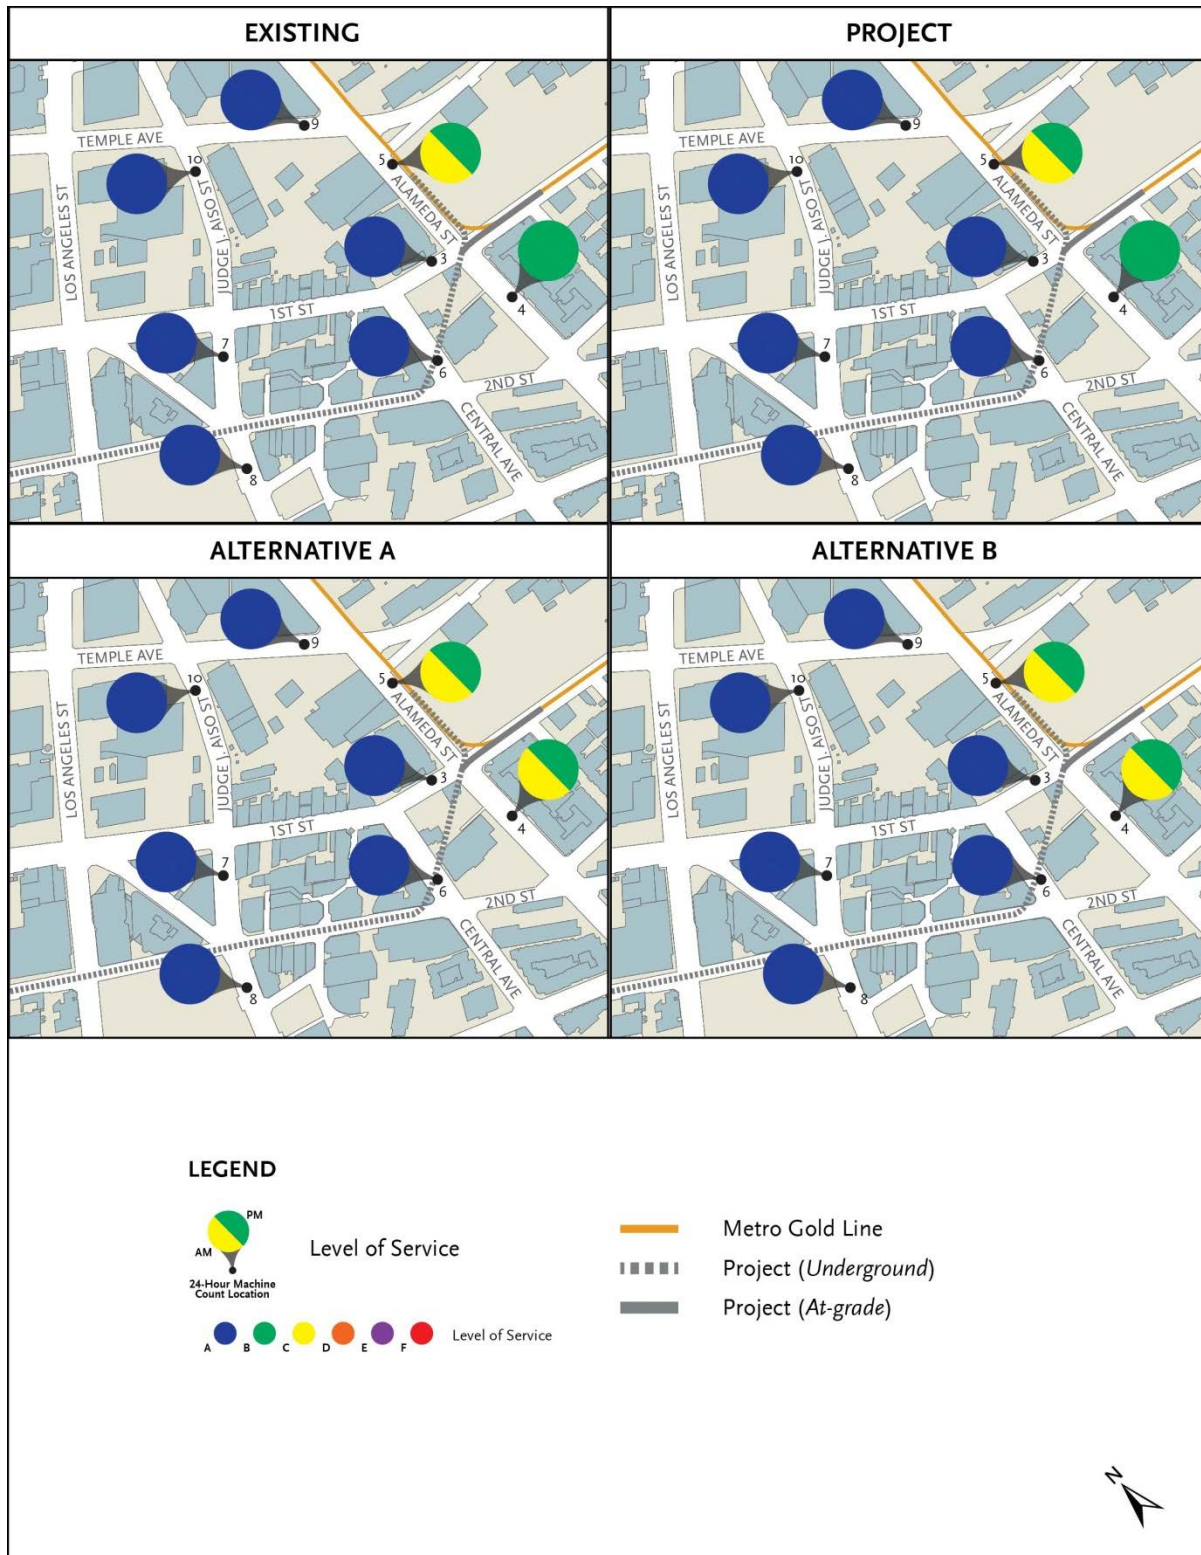 EXISTING
9
TEMPLE AVE
5
10
LOS ANGELES ST
JUDGE J. AISO ST
ALAMEDA ST
3
4
1ST ST
7
6
2ND ST
CENTRAL AVE
8
PROJECT
9
TEMPLE AVE
5
10
LOS ANGELES ST
JUDGE J. AISO ST
ALAMEDA ST
3
4
1ST ST
7
6
2ND ST
CENTRAL AVE
8
ALTERNATIVE A
9
TEMPLE AVE
5
10
LOS ANGELES ST
JUDGE J. AISO ST
ALAMEDA ST
3
4
1ST ST
7
6
2ND ST
CENTRAL AVE
8
ALTERNATIVE B
9
TEMPLE AVE
5
10
LOS ANGELES ST
JUDGE J. AISO ST
ALAMEDA ST
3
4
1ST ST
7
6
2ND ST
CENTRAL AVE
8
LEGEND
PM
AM
Level of Service
24-Hour Machine
Count Location
A B C D E F Level of Service
Metro Gold Line
Project (Underground)
Project (At-grade)
N